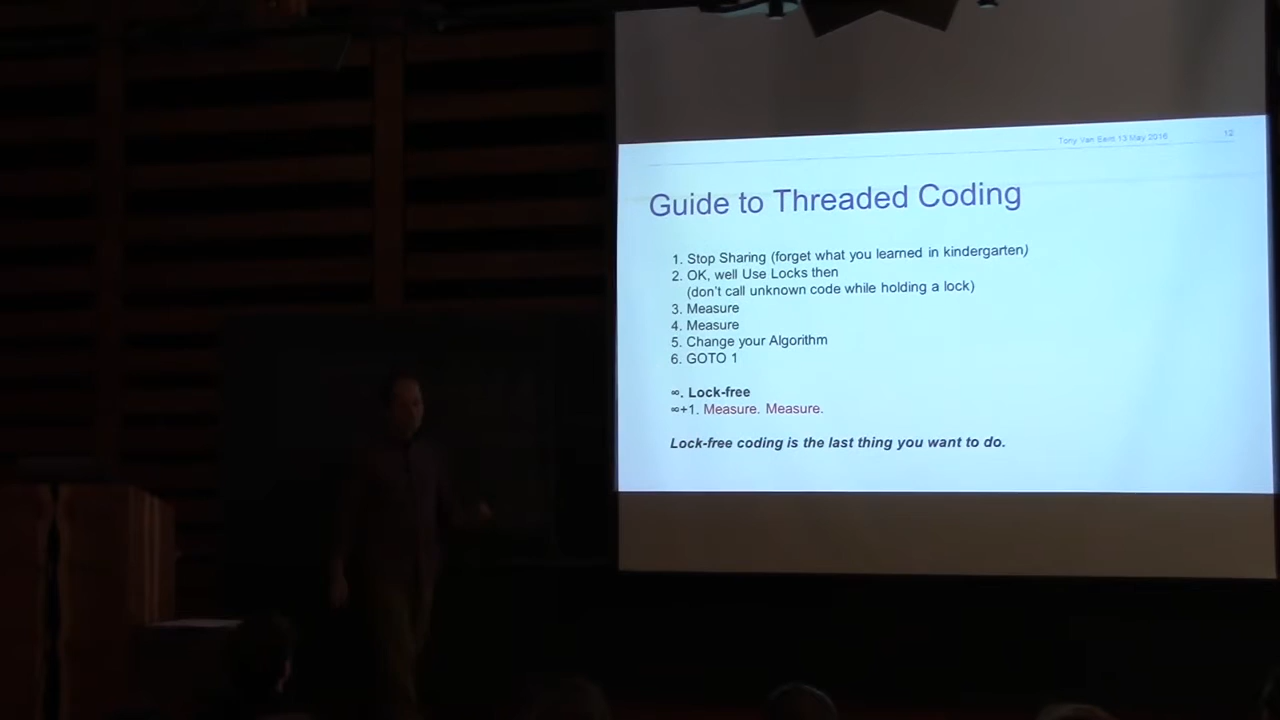 Tony Van Eerd 13 May 2016
12
Guide to Threaded Coding
1. Stop Sharing (forget what you learned in kindergarten)
2. OK, well Use Locks then
(don't call unknown code while holding a lock)
3. Measure
4. Measure
5. Change your Algorithm
6. GOTO 1
∞. Lock-free
∞+1. Measure. Measure.
Lock-free coding is the last thing you want to do.